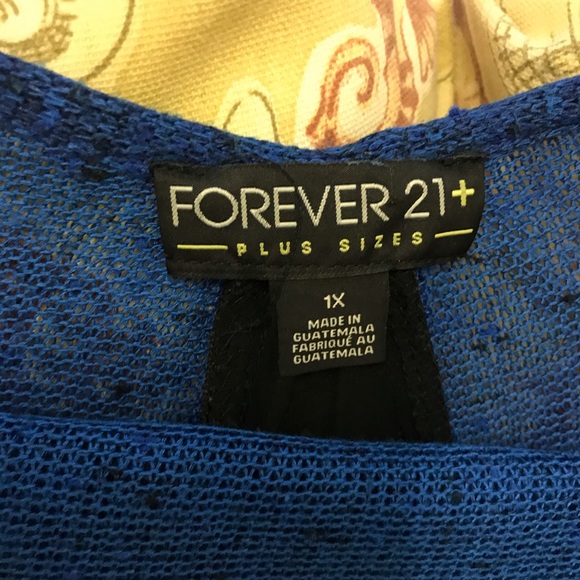 FOREVER 21+
PLUS SIZES
1X
MADE IN
GUATEMALA
FABRIQUÉ AU
GUATEMALA